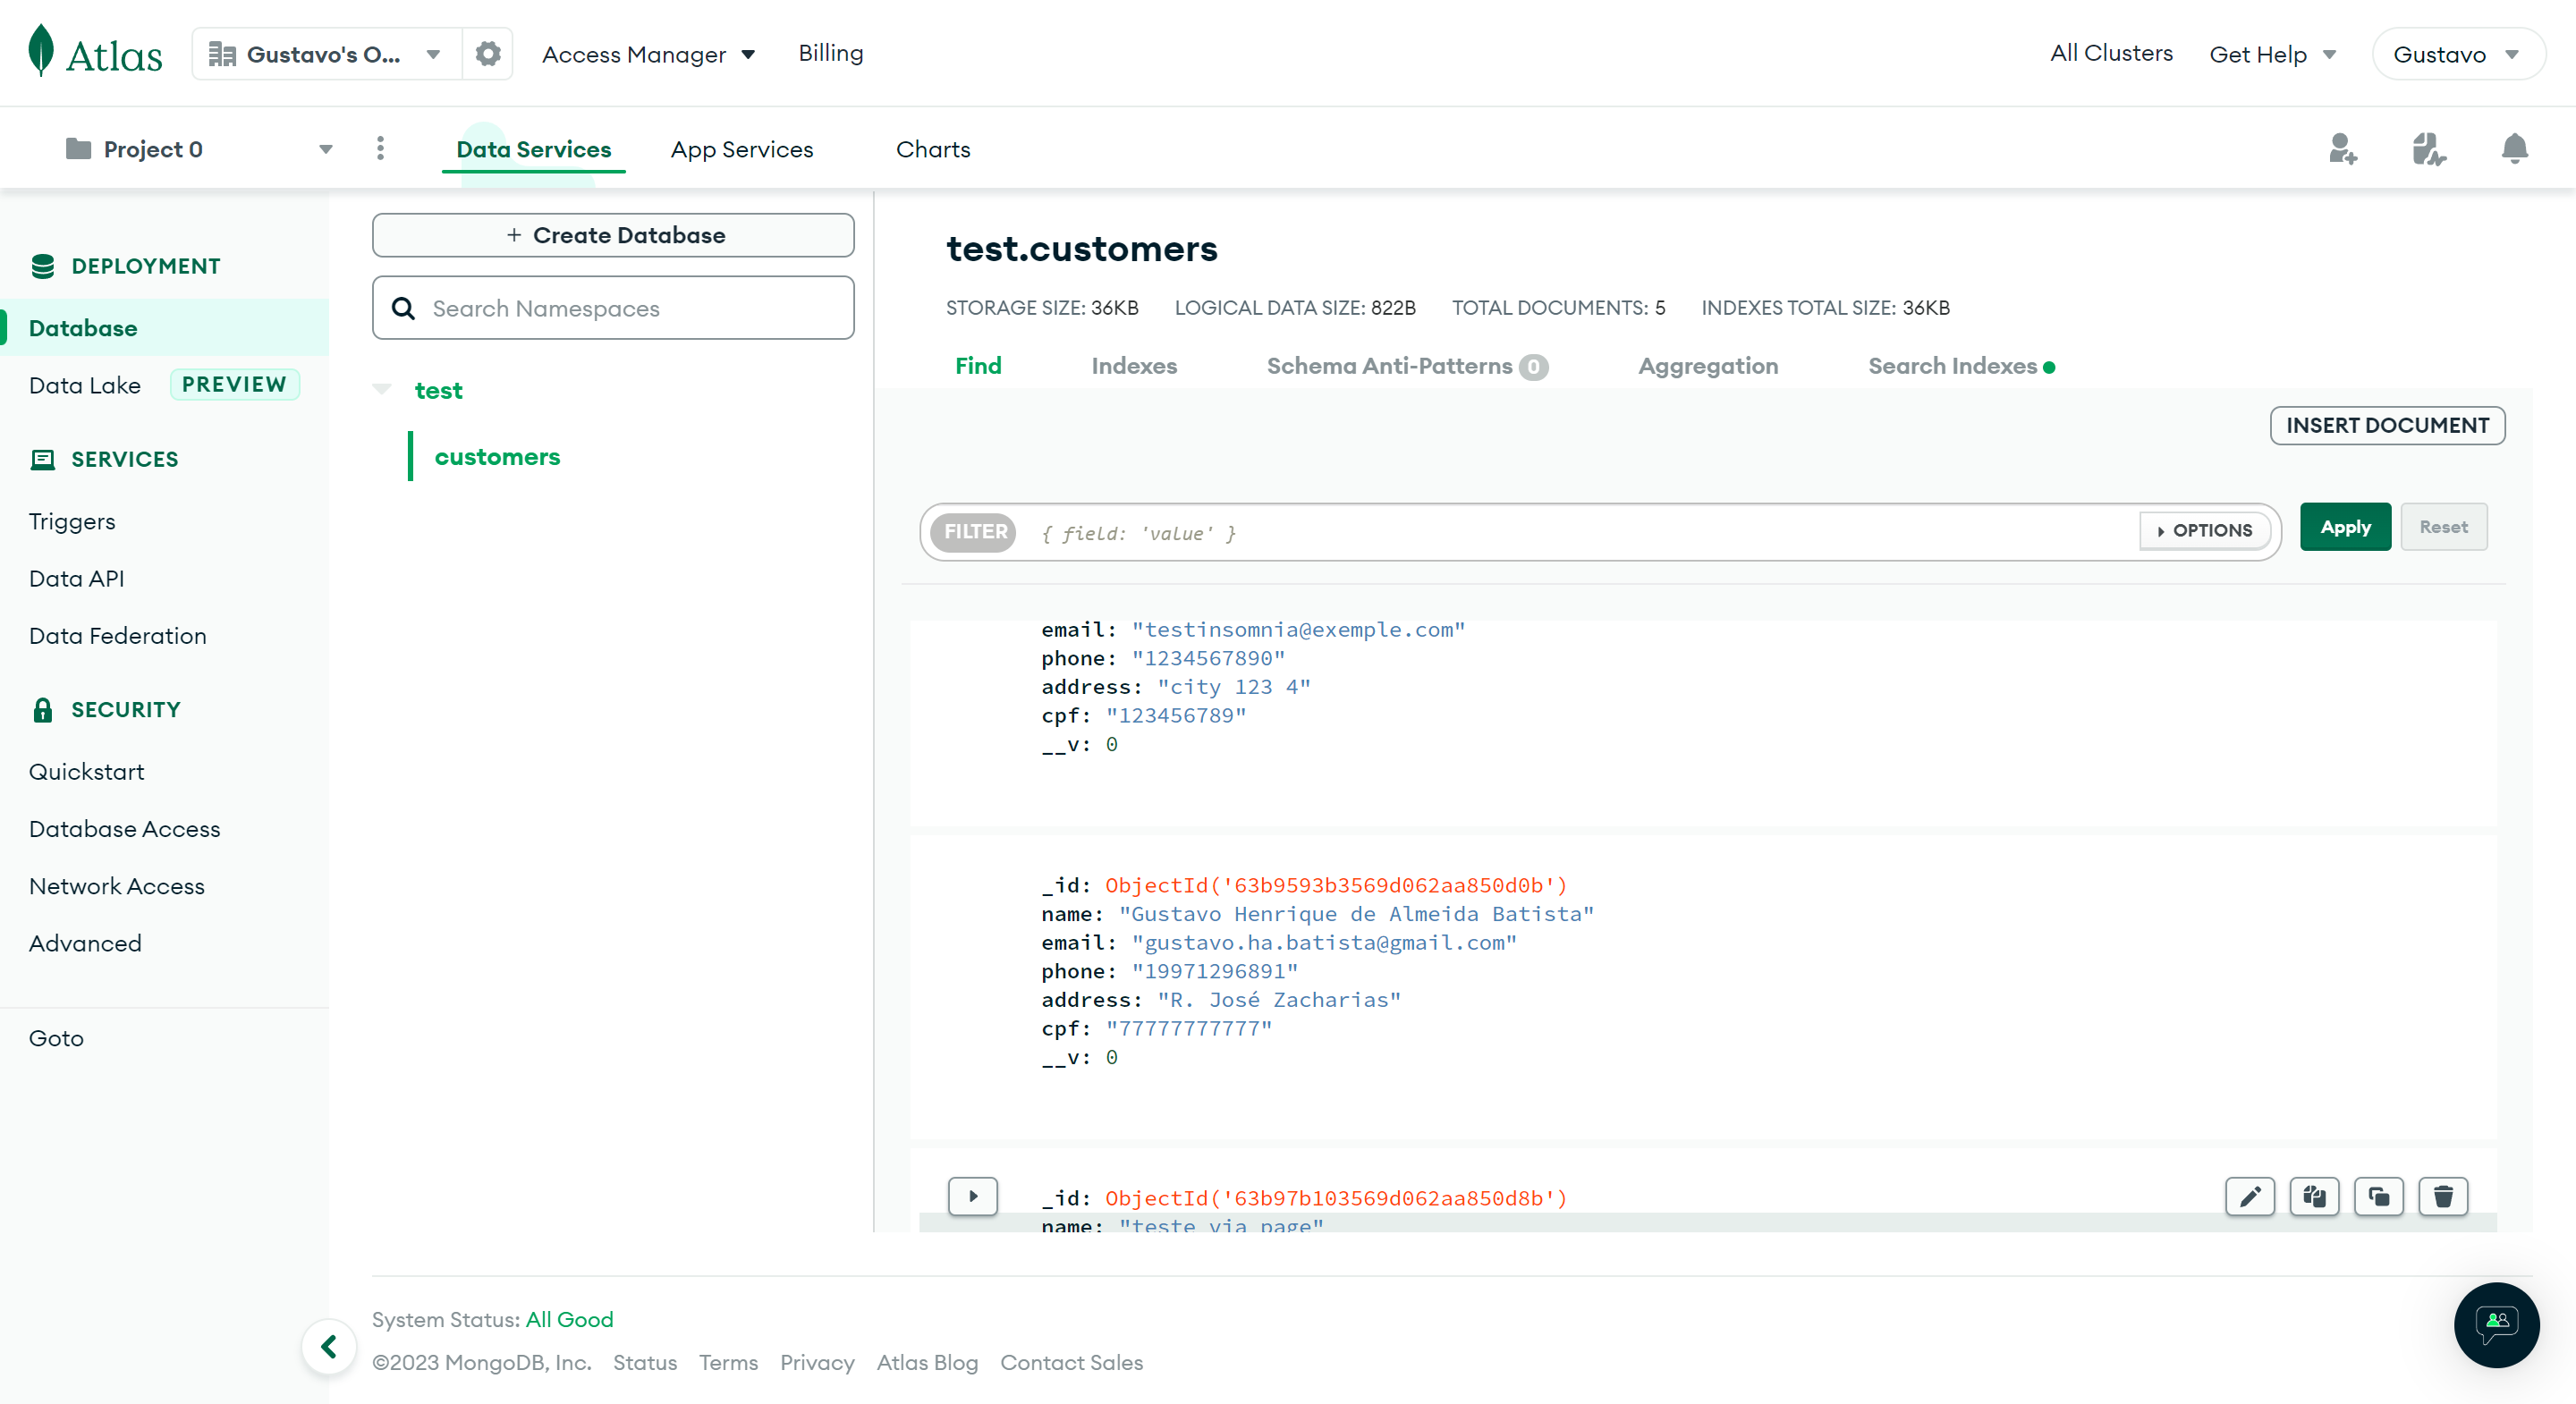 Atlas
Gustavo's O...
Access Manager
Billing
All Clusters
Get Help
Gustavo
Project 0
Data Services
App Services
Charts
DEPLOYMENT
Database
Data Lake PREVIEW
SERVICES
Triggers
Data API
Data Federation
SECURITY
Quickstart
Database Access
Network Access
Advanced
Goto
+ Create Database
Search Namespaces
test
customers
test.customers
STORAGE SIZE: 36KB LOGICAL DATA SIZE: 822B TOTAL DOCUMENTS: 5 INDEXES TOTAL SIZE: 36KB
Find Indexes Schema Anti-Patterns 0 Aggregation Search Indexes
INSERT DOCUMENT
FILTER { field: 'value' } OPTIONS Apply Reset
email: "testinsomnia@exemple.com"
phone: "1234567890"
address: "city 123 4"
cpf: "123456789"
__v: 0
_id: ObjectId('63b9593b3569d062aa850d0b')
name: "Gustavo Henrique de Almeida Batista"
email: "gustavo.ha.batista@gmail.com"
phone: "19971296891"
address: "R. José Zacharias"
cpf: "77777777777"
__v: 0
_id: ObjectId('63b97b103569d062aa850d8b')
name: "teste via page"
System Status: All Good
©2023 MongoDB, Inc. Status Terms Privacy Atlas Blog Contact Sales